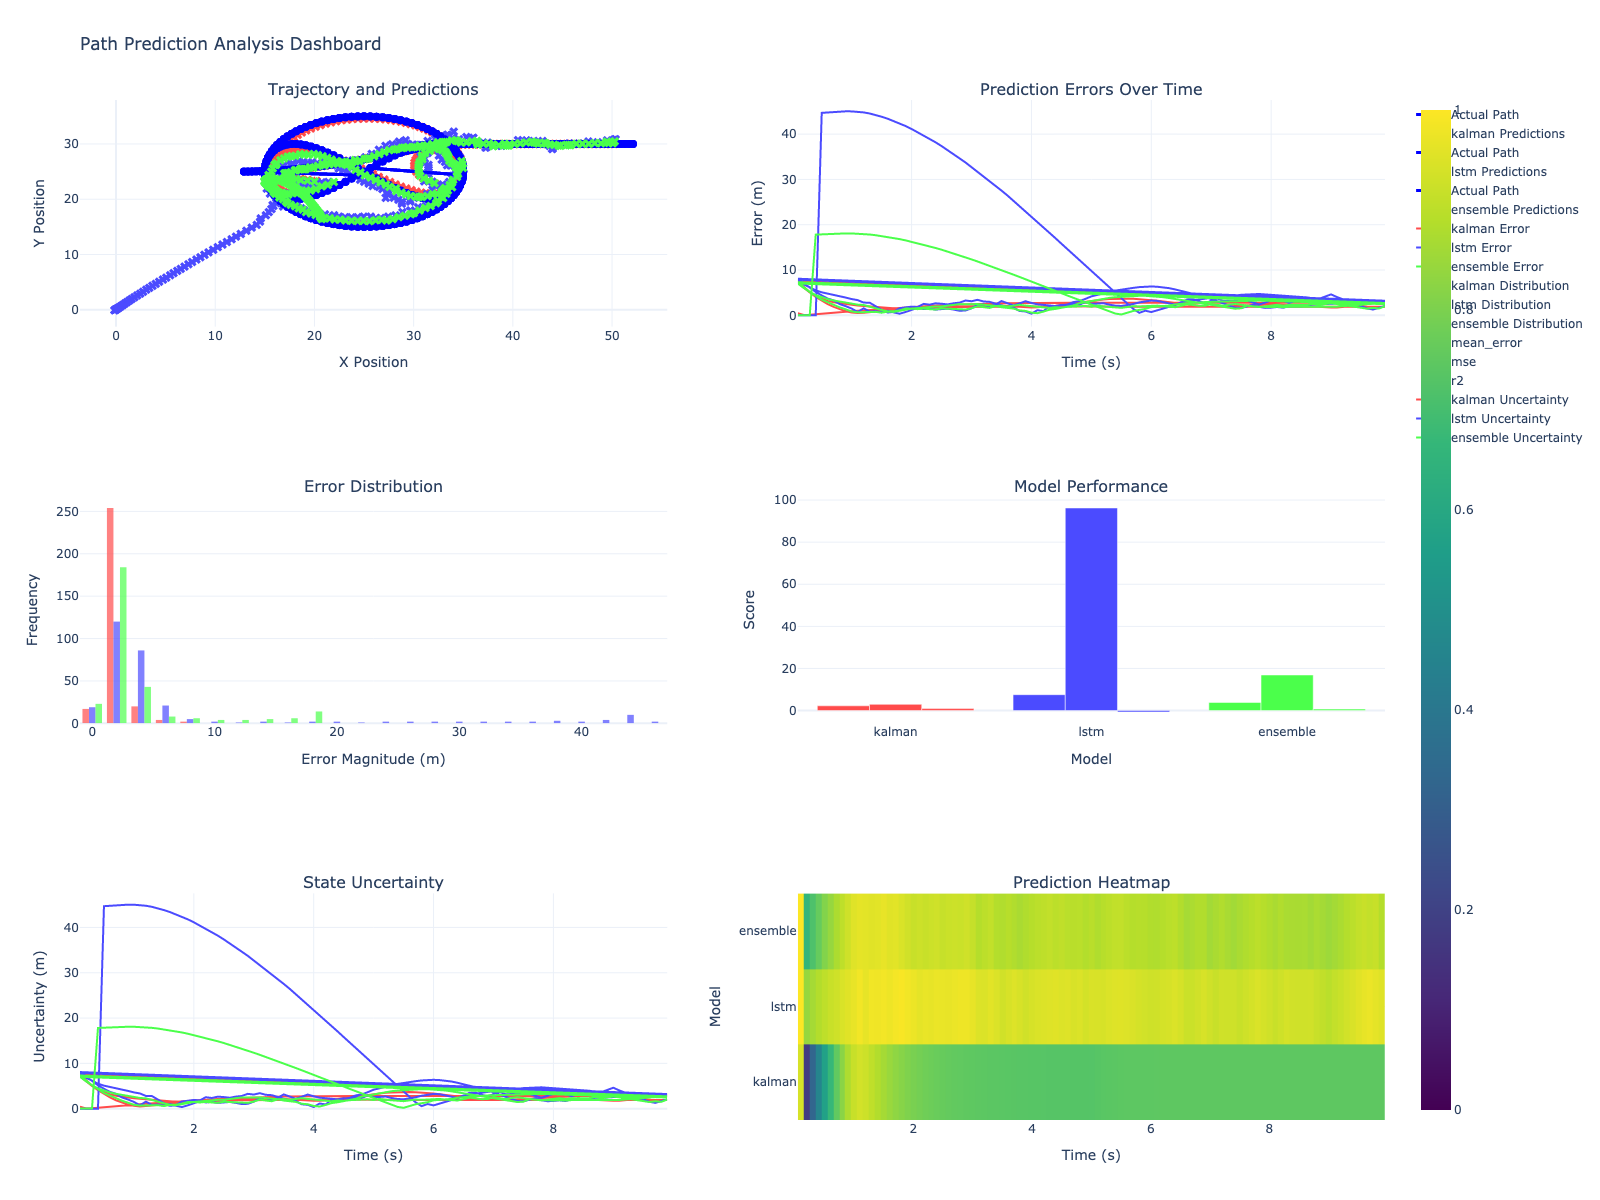 Path Prediction Analysis Dashboard
Trajectory and Predictions
30
20
10
0
Y Position
0
10
20
30
40
50
X Position
Prediction Errors Over Time
40
30
20
10
0
Error (m)
2
4
6
8
Time (s)
1
Actual Path
kalman Predictions
Actual Path
lstm Predictions
Actual Path
ensemble Predictions
kalman Error
lstm Error
ensemble Error
kalman Distribution
lstm Distribution
0.8
ensemble Distribution
mean_error
mse
r2
kalman Uncertainty
lstm Uncertainty
ensemble Uncertainty
0.6
0.4
0.2
0
Error Distribution
250
200
150
100
50
0
Frequency
0
10
20
30
40
Error Magnitude (m)
Model Performance
100
80
60
40
20
0
Score
kalman
lstm
ensemble
Model
State Uncertainty
40
30
20
10
0
Uncertainty (m)
2
4
6
8
Time (s)
Prediction Heatmap
ensemble
lstm
kalman
Model
2
4
6
8
Time (s)